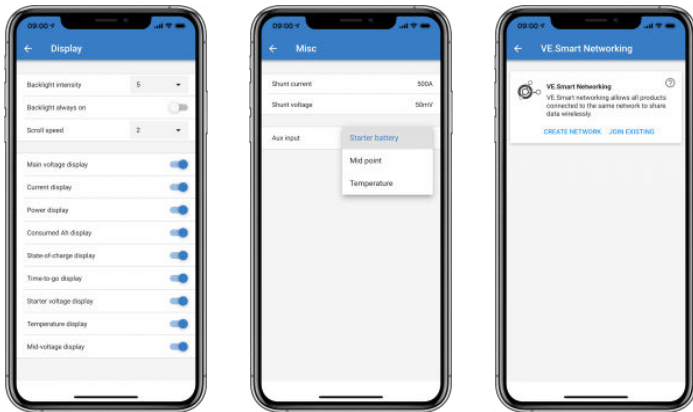 09:00
Display
Backlight intensity 5
Backlight always on
Scroll speed 2
Main voltage display
Current display
Power display
Consumed Ah display
State-of-charge display
Time-to-go display
Starter voltage display
Temperature display
Mid-voltage display
09:00
Misc
Shunt current 500A
Shunt voltage 50mV
Aux input
Starter battery
Mid point
Temperature
09:00
VE.Smart Networking
VE.Smart Networking
VE.Smart networking allows all products
connected to the same network to share
data wirelessly.
CREATE NETWORK JOIN EXISTING